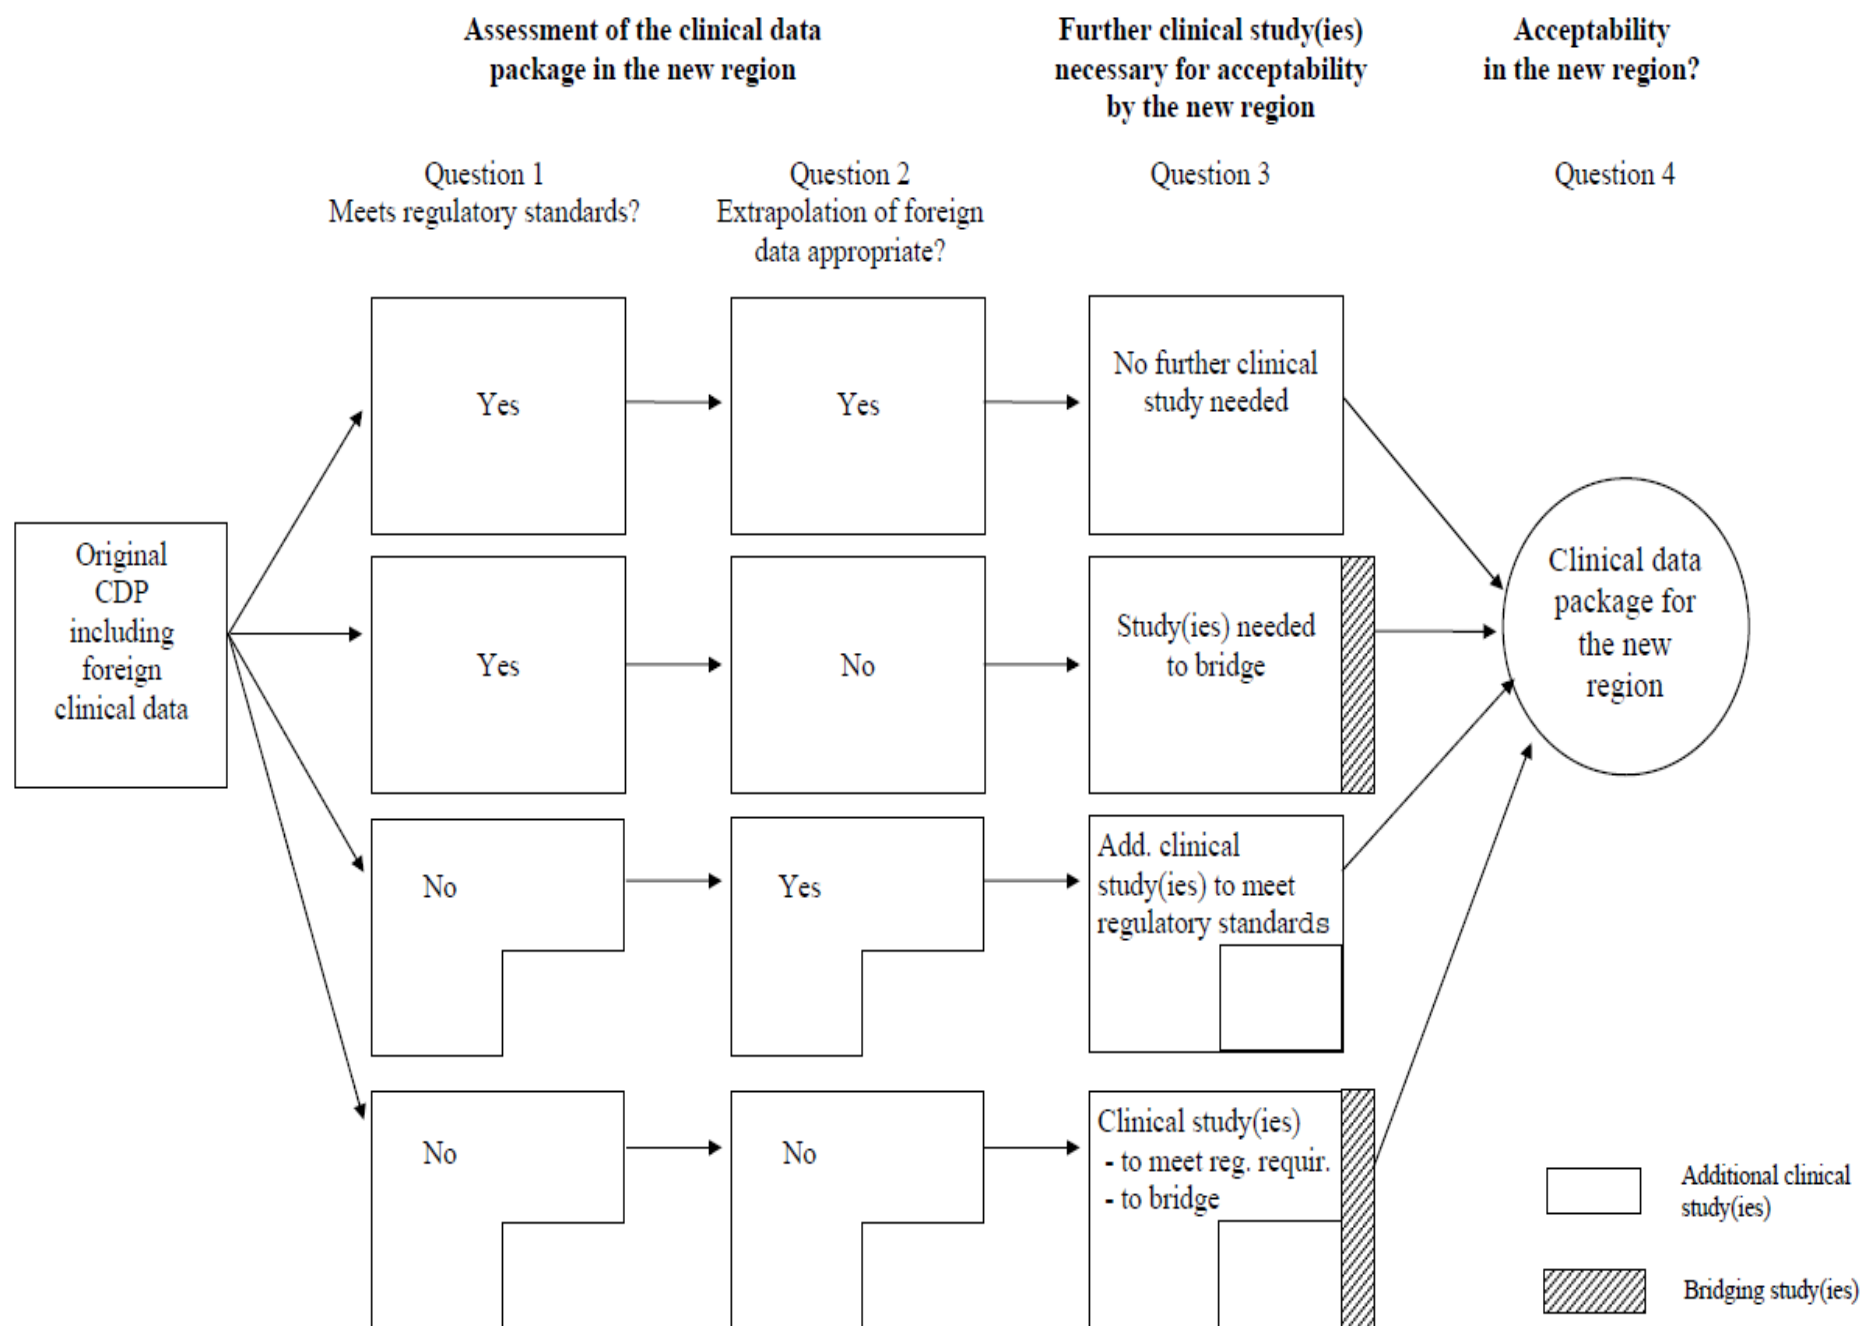 Assessment of the clinical data
package in the new region
Further clinical study(ies)
necessary for acceptability
by the new region
Acceptability
in the new region?
Question 1
Meets regulatory standards?
Question 2
Extrapolation of foreign
data appropriate?
Question 3
Question 4
Original
CDP
including
foreign
clinical data
Yes
Yes
No further clinical
study needed
Yes
No
Study(ies) needed
to bridge
No
Yes
Add. clinical
study(ies) to meet
regulatory standards
No
No
Clinical study(ies)
- to meet reg. requir.
- to bridge
Clinical data
package for
the new
region
Additional clinical
study(ies)
Bridging study(ies)